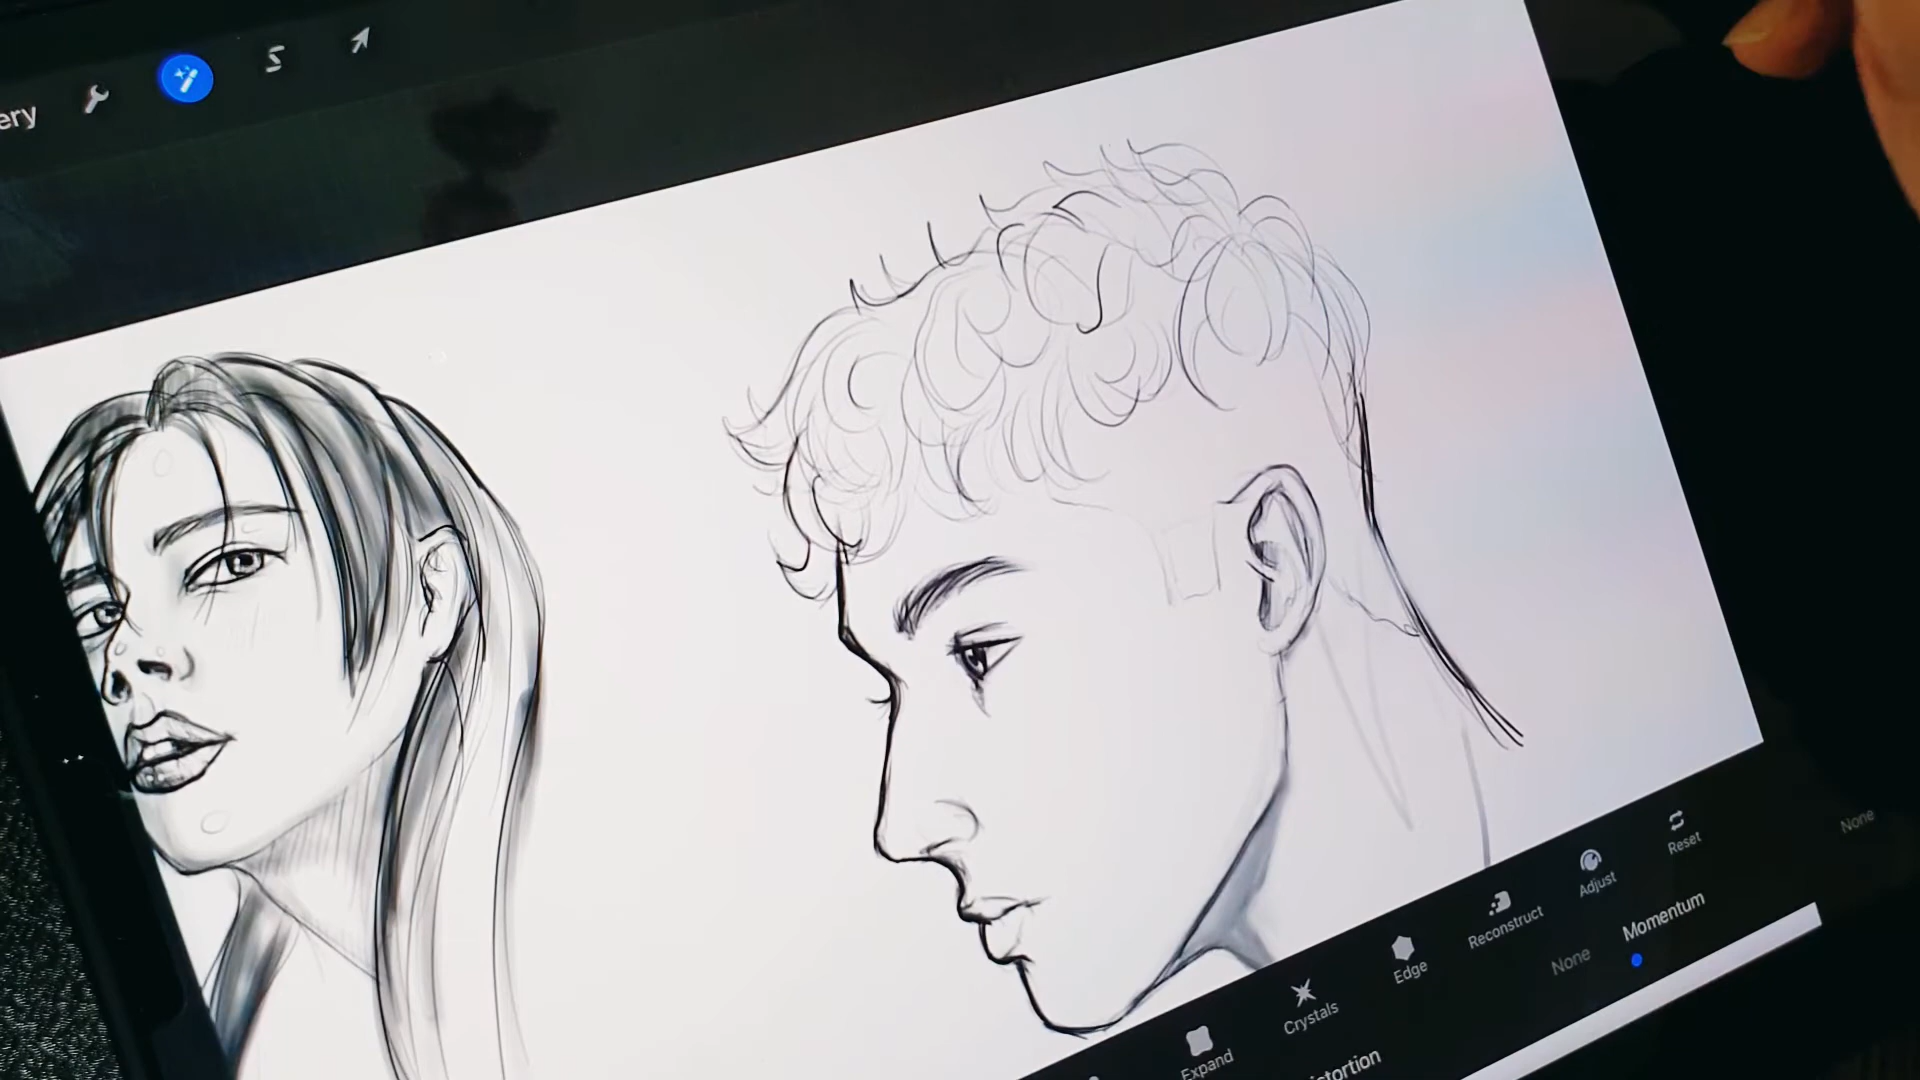 ery
None
Reset
Adjust
Reconstruct
Momentum
None
Edge
Crystals
Expand
istortion